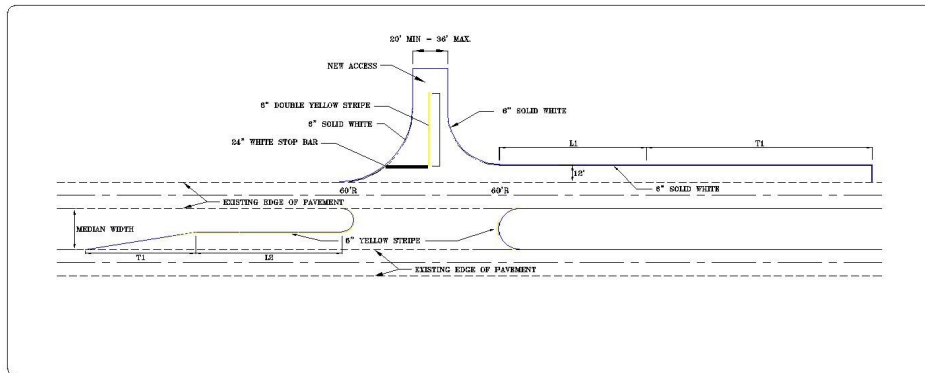 20' MIN - 36' MAX.
NEW ACCESS
6" DOUBLE YELLOW STRIPE
6" SOLID WHITE
6" SOLID WHITE
24" WHITE STOP BAR
L1
T1
12'
6" SOLID WHITE
60'R
60'R
EXISTING EDGE OF PAVEMENT
MEDIAN WIDTH
6" YELLOW STRIPE
T1
L2
EXISTING EDGE OF PAVEMENT